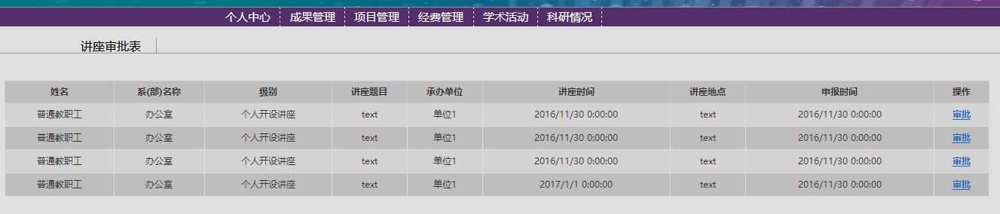 个人中心 成果管理 项目管理 经费管理 学术活动 科研情况
讲座审批表
姓名 系(部)名称 级别 讲座题目 承办单位 讲座时间 讲座地点 申报时间 操作
普通教职工 办公室 个人开设讲座 text 单位1 2016/11/30 0:00:00 text 2016/11/30 0:00:00 审批
普通教职工 办公室 个人开设讲座 text 单位1 2016/11/30 0:00:00 text 2016/11/30 0:00:00 审批
普通教职工 办公室 个人开设讲座 text 单位1 2016/11/30 0:00:00 text 2016/11/30 0:00:00 审批
普通教职工 办公室 个人开设讲座 text 单位1 2017/1/1 0:00:00 text 2016/11/30 0:00:00 审批